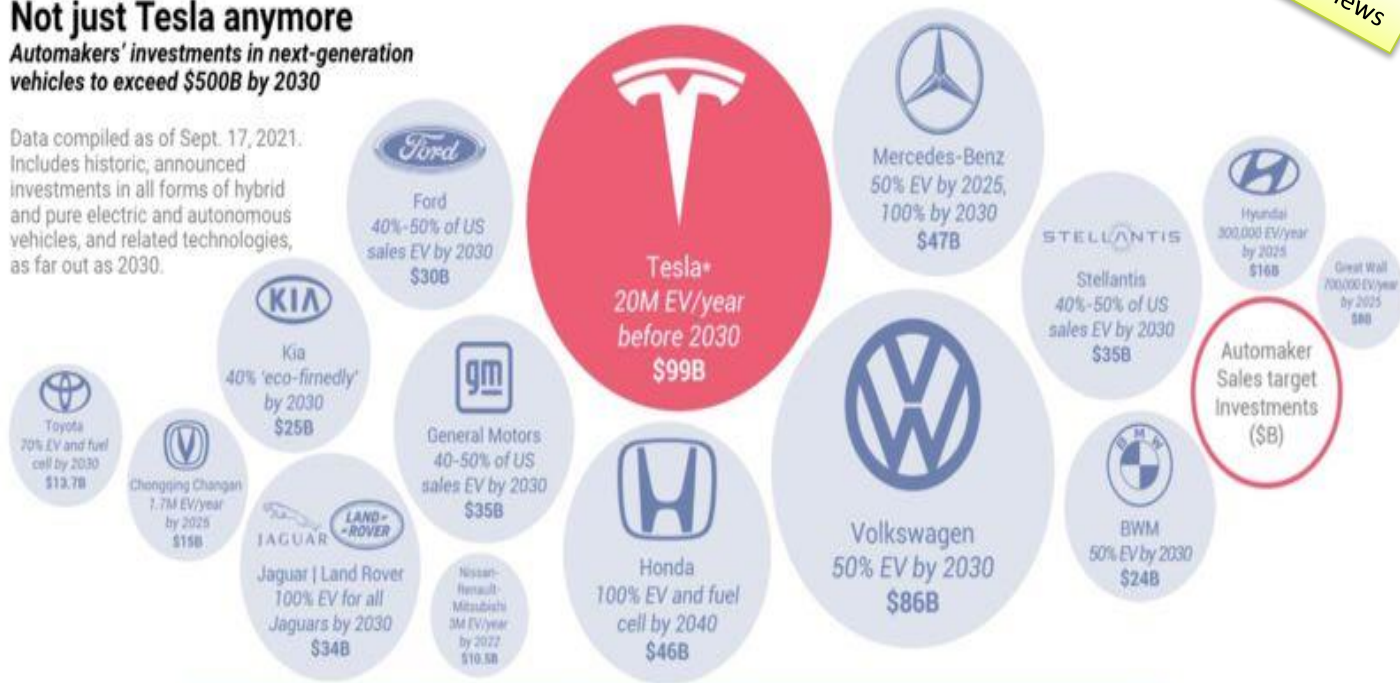 Not just Tesla anymore
Automakers' investments in next-generation
vehicles to exceed $500B by 2030
Data compiled as of Sept. 17, 2021.
Includes historic, announced
investments in all forms of hybrid
and pure electric and autonomous
vehicles, and related technologies,
as far out as 2030.
Ford
Ford
40%-50% of US
sales EV by 2030
$30B
KIA
Kia
40% 'eco-firnedly'
by 2030
$25B
Toyota
70% EV and fuel
cell by 2030
$13.7B
Chongqing Changan
1.7M EV/year
by 2025
$15B
JAGUAR
LAND-
-ROVER
Jaguar | Land Rover
100% EV for all
Jaguars by 2030
$34B
gm
General Motors
40-50% of US
sales EV by 2030
$35B
Nissan-
Renault-
Mitsubishi
3M EV/year
by 2022
$10.5B
Tesla*
20M EV/year
before 2030
$99B
Honda
100% EV and fuel
cell by 2040
$46B
Mercedes-Benz
50% EV by 2025,
100% by 2030
$47B
Volkswagen
50% EV by 2030
$86B
STELLANTIS
Stellantis
40%-50% of US
sales EV by 2030
$35B
BMW
BWM
50% EV by 2030
$24B
Hyundai
300,000 EV/year
by 2025
$16B
Great Wall
700,000 EV/year
by 2025
$8B
Automaker
Sales target
Investments
($B)